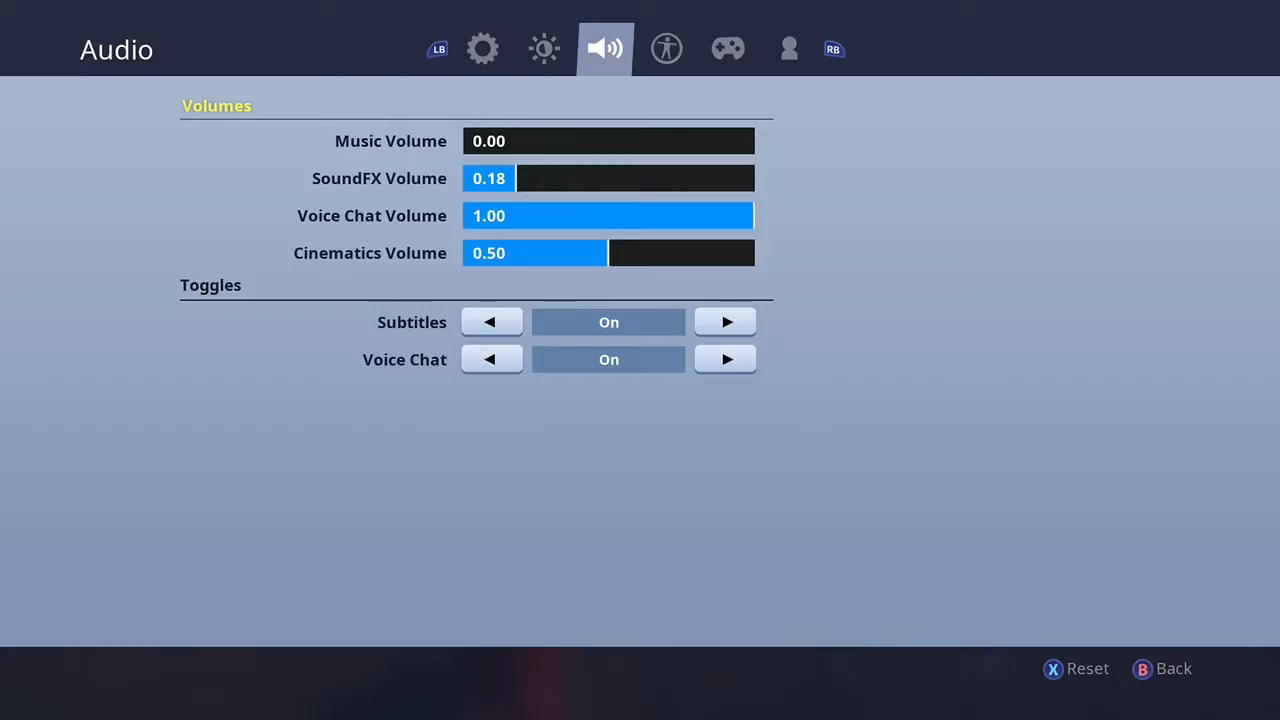 Audio
LB
RB
Volumes
Music Volume 0.00
SoundFX Volume 0.18
Voice Chat Volume 1.00
Cinematics Volume 0.50
Toggles
Subtitles On
Voice Chat On
X Reset B Back